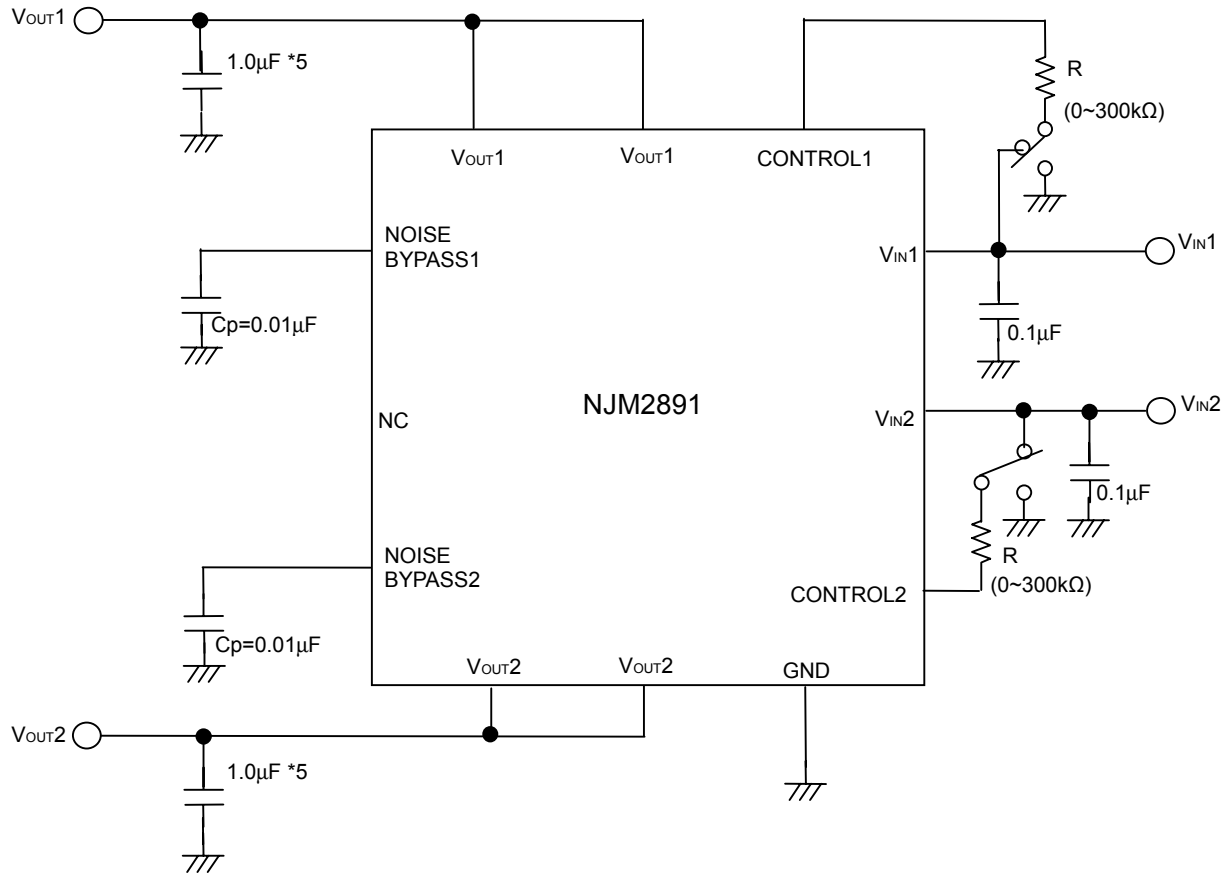 VOUT1
1.0μF *5
R
(0~300kΩ)
VOUT1
VOUT1
CONTROL1
NOISE
BYPASS1
VIN1
VIN1
Cp=0.01μF
0.1μF
NJM2891
NC
VIN2
VIN2
0.1μF
NOISE
BYPASS2
R
(0~300kΩ)
CONTROL2
Cp=0.01μF
VOUT2
VOUT2
GND
VOUT2
1.0μF *5